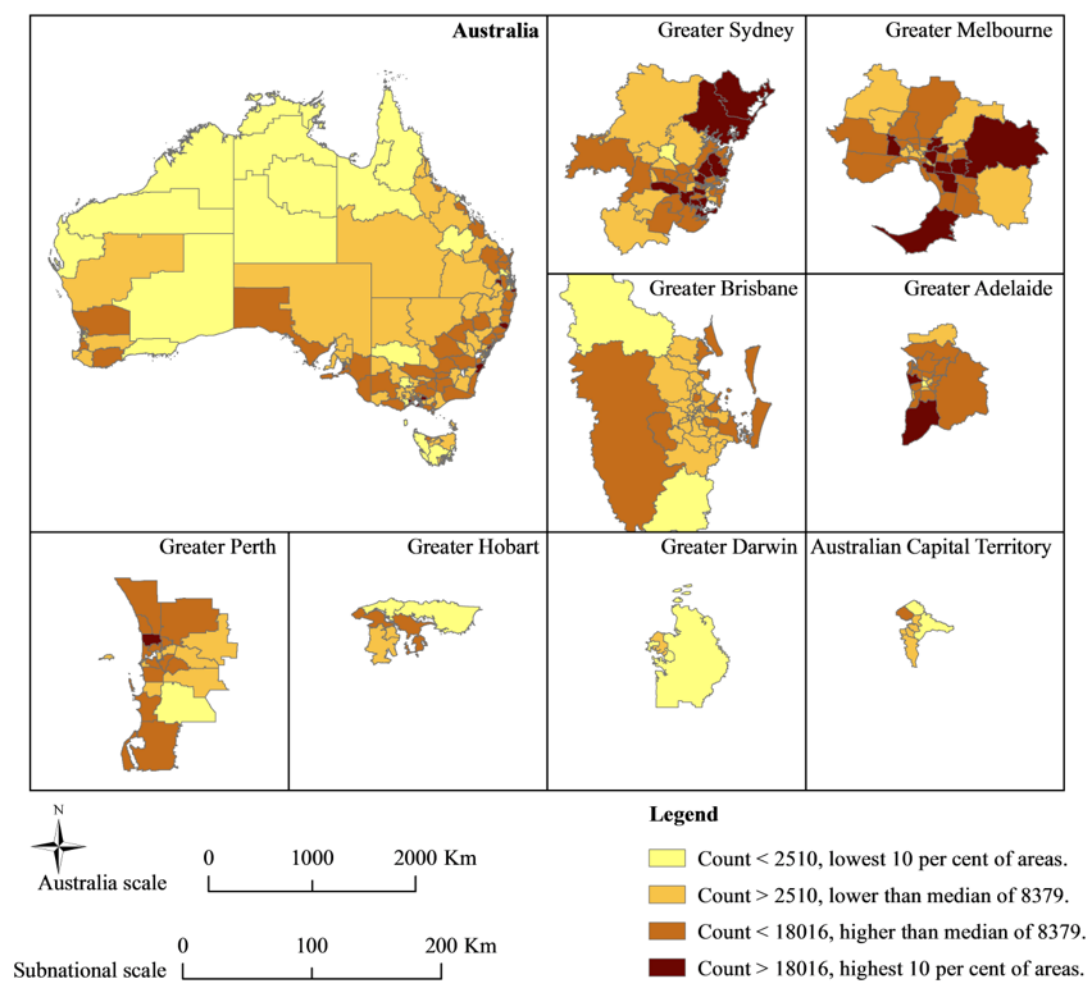 Australia
Greater Sydney
Greater Melbourne
Greater Brisbane
Greater Adelaide
Greater Perth
Greater Hobart
Greater Darwin
Australian Capital Territory
N
0 1000 2000 Km
Australia scale
0 100 200 Km
Subnational scale
Legend
Count < 2510, lowest 10 per cent of areas.
Count > 2510, lower than median of 8379.
Count < 18016, higher than median of 8379.
Count > 18016, highest 10 per cent of areas.